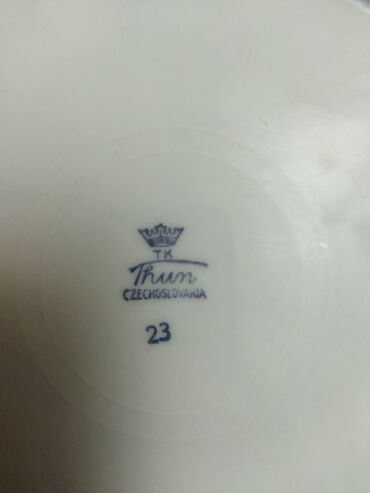 TK
Thun
CZECHOSLOVAKIA
23